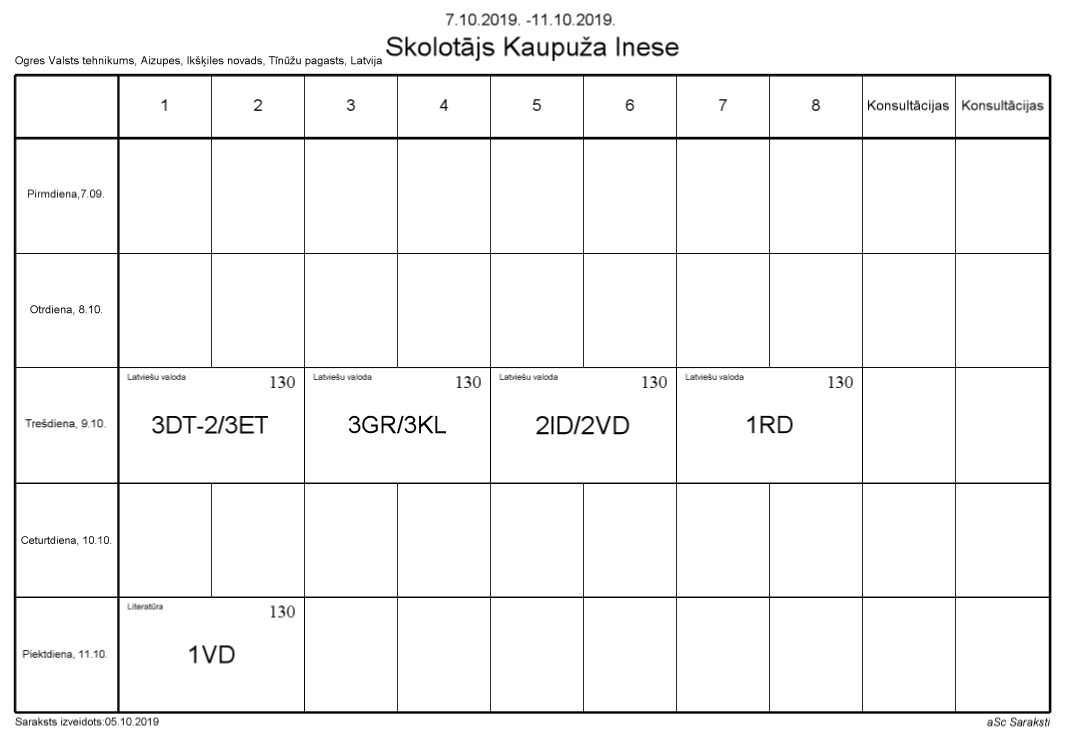 7.10.2019. -11.10.2019.
Skolotājs Kaupuža Inese
Ogres Valsts tehnikums, Aizupes, Ikšķiles novads, Tīnūžu pagasts, Latvija
1 2 3 4 5 6 7 8 Konsultācijas Konsultācijas
Pirmdiena,7.09.
Otrdiena, 8.10.
Latviešu valoda 130 Latviešu valoda 130 Latviešu valoda 130 Latviešu valoda 130
Trešdiena, 9.10. 3DT-2/3ET 3GR/3KL 2ID/2VD 1RD
Ceturtdiena, 10.10.
Literatūra 130
Piektdiena, 11.10. 1VD
Saraksts izveidots:05.10.2019 aSc Saraksti